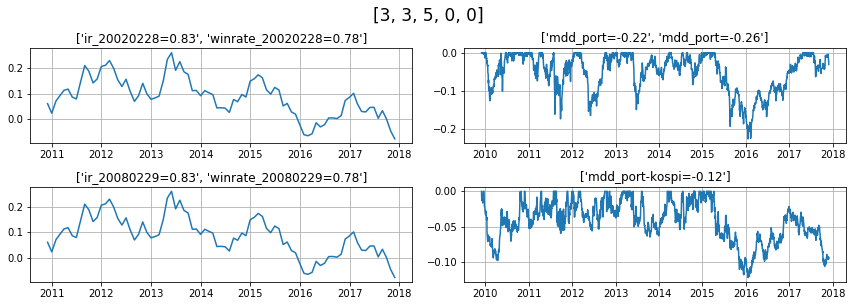 [3, 3, 5, 0, 0]
['ir_20020228=0.83', 'winrate_20020228=0.78']
0.2
0.1
0.0
2011 2012 2013 2014 2015 2016 2017 2018
['mdd_port=-0.22', 'mdd_port=-0.26']
0.0
−0.1
−0.2
2010 2011 2012 2013 2014 2015 2016 2017 2018
['ir_20080229=0.83', 'winrate_20080229=0.78']
0.2
0.1
0.0
2011 2012 2013 2014 2015 2016 2017 2018
['mdd_port-kospi=-0.12']
0.00
−0.05
−0.10
2010 2011 2012 2013 2014 2015 2016 2017 2018